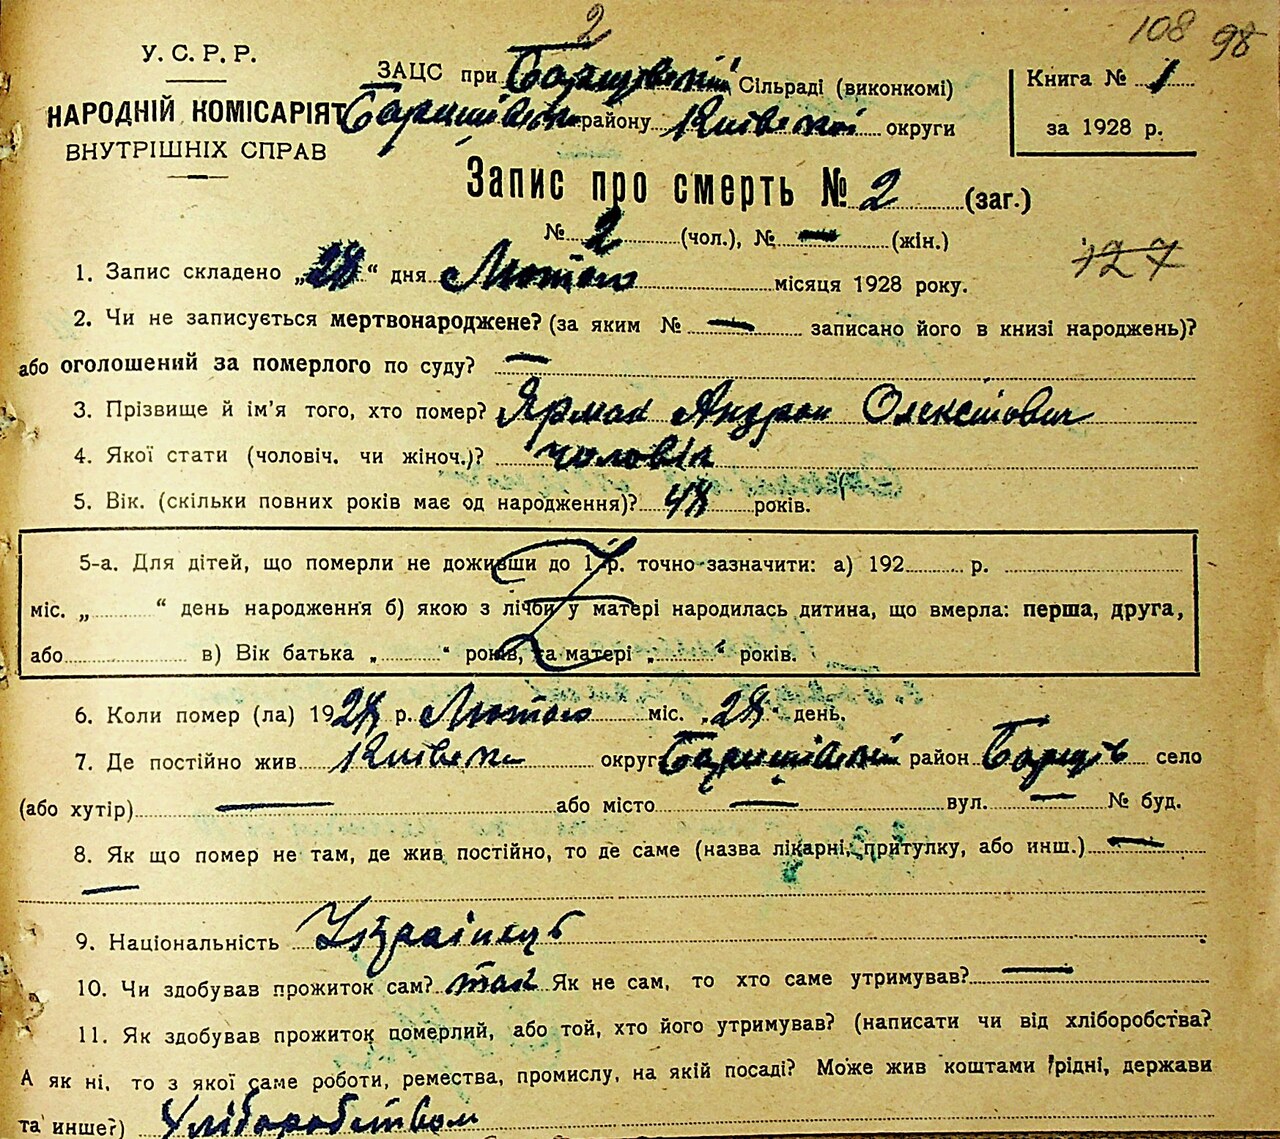 2
108 98
У. С. Р. Р.
НАРОДНІЙ КОМІСАРІЯТ
ВНУТРІШНІХ СПРАВ
ЗАЦС при Борщівській Сільраді (виконкомі)
Баришівськ району Київської округи
Книга № 1
за 1928 р.
Запис про смерть № 2 (заг.)
№ 2 (чол.), № — (жін.)
127
1. Запис складено „28“ дня Лютого місяця 1928 року.
2. Чи не записується мертвонароджене? (за яким № — записано його в книзі народжень)?
або оголошений за померлого по суду? —
3. Прізвище й ім'я того, хто помер? Ярмак Андрон Олексійович
4. Якої статі (чоловіч. чи жіноч.)? чоловік
5. Вік. (скільки повних років має од народження)? 48 років.
5-а. Для дітей, що померли не доживши до 1 р. точно зазначити: а) 192 р.
міс. „ “ день народження б) якою з лічби у матері народилась дитина, що вмерла: перша, друга,
або в) Вік батька „ “ років, та матері „ “ років.
6. Коли помер (ла) 1928 р. Лютого міс. „28“ день.
7. Де постійно жив Київськ округ Баришівський район Борщів село
(або хутір) — або місто — вул. — № буд.
8. Як що помер не там, де жив постійно, то де саме (назва лікарні, притулку, або инш.) —
—
9. Національність Українець
10. Чи здобував прожиток сам? так Як не сам, то хто саме утримував? —
11. Як здобував прожиток померлий, або той, хто його утримував? (написати чи від хліборобства?
А як ні, то з якої саме роботи, ремества, промислу, на якій посаді? Може жив коштами рідні, держави
та инше?) Хліборобством